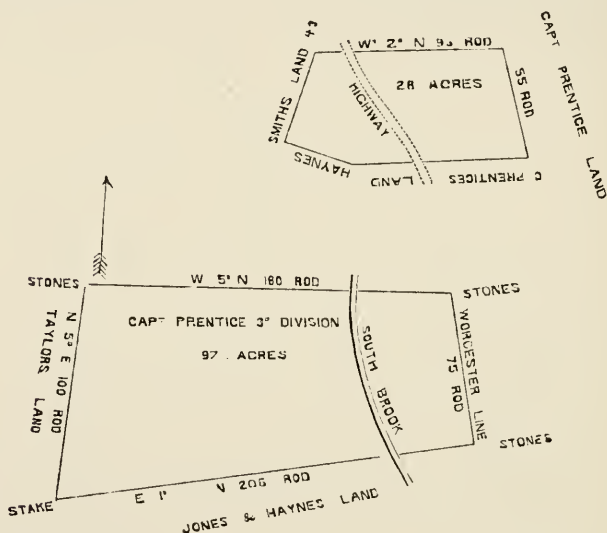 W' 2° N 93 ROD
SMITHS LAND 43
28 ACRES
HIGHWAY
55 ROD
CAPT PRENTICE LAND
HAYNES
C PRENTICES LAND
STONES
W 5° N 180 ROD
STONES
CAPT PRENTICE 3° DIVISION
97 . ACRES
N 5° E 100 ROD
TAYLORS LAND
SOUTH BROOK
WORCESTER LINE
75 ROD
STONES
STAKE
E 1° N 206 ROD
JONES & HAYNES LAND